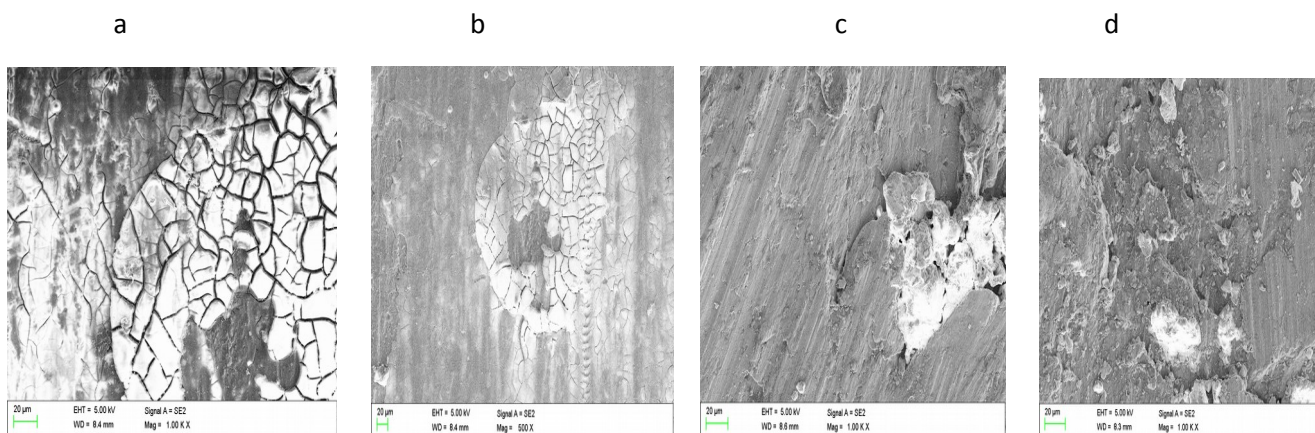 a b c d
20 µm EHT = 5.00 kV Signal A = SE2
WD = 8.4 mm Mag = 1.00 K X
20 µm EHT = 5.00 kV Signal A = SE2
WD = 8.4 mm Mag = 500 X
20 µm EHT = 5.00 kV Signal A = SE2
WD = 8.6 mm Mag = 1.00 K X
20 µm EHT = 5.00 kV Signal A = SE2
WD = 8.3 mm Mag = 1.00 K X